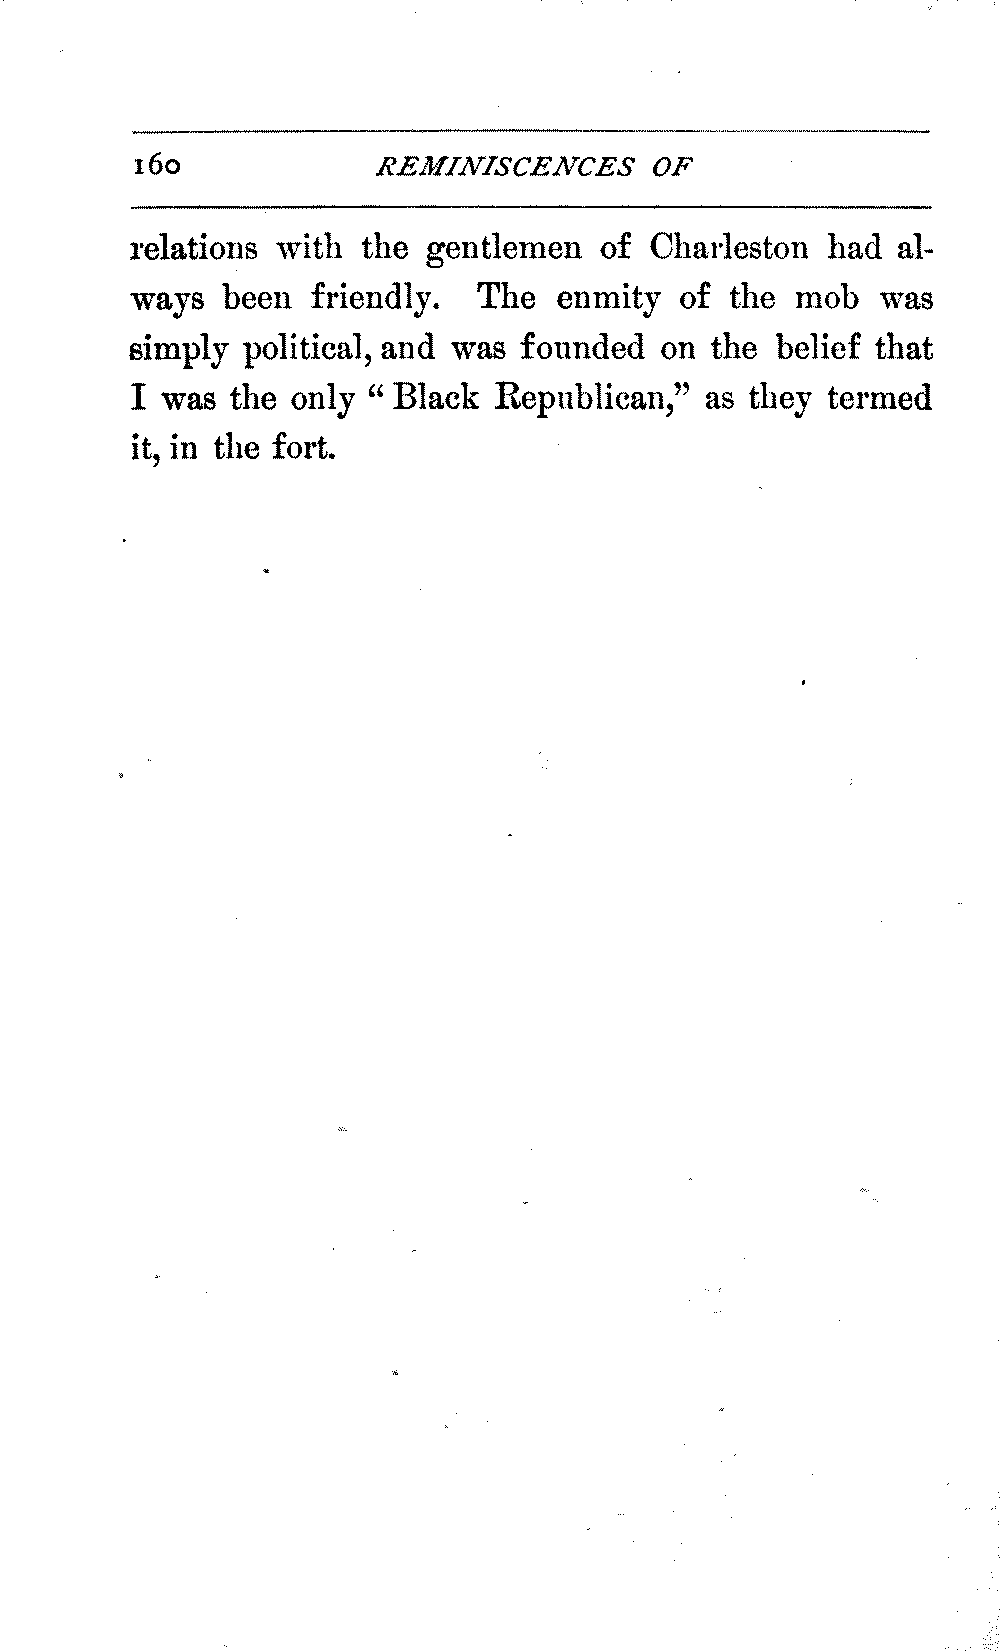 160 REMINISCENCES OF
relations with the gentlemen of Charleston had al-
ways been friendly. The enmity of the mob was
simply political, and was founded on the belief that
I was the only “ Black Republican,” as they termed
it, in the fort.